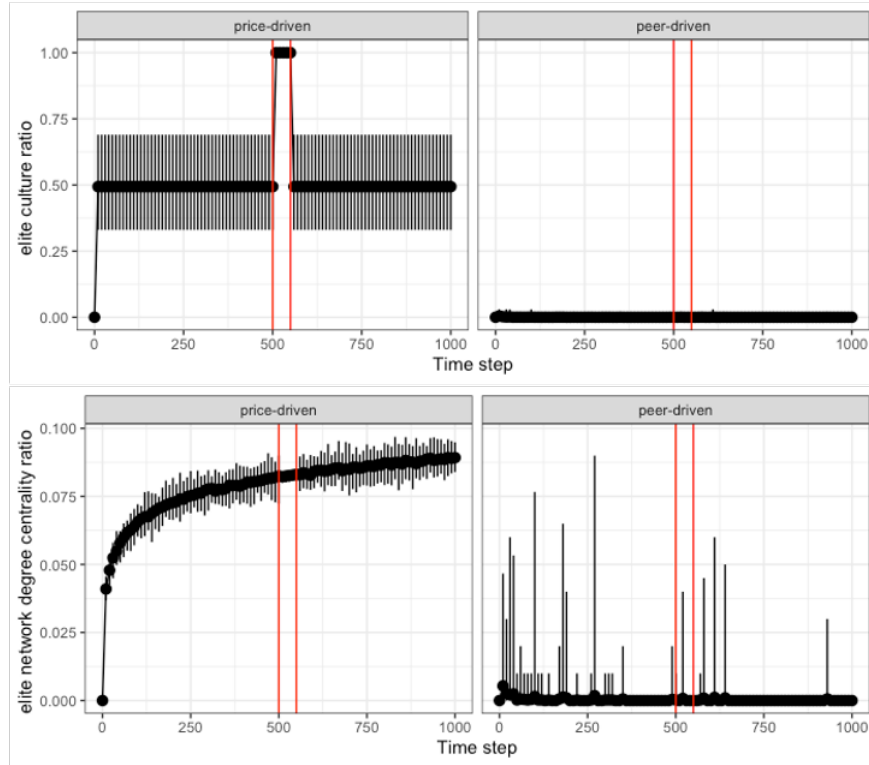 price-driven peer-driven
elite culture ratio
1.00
0.75
0.50
0.25
0.00
0 250 500 750 1000 0 250 500 750 1000
Time step
price-driven peer-driven
elite network degree centrality ratio
0.100
0.075
0.050
0.025
0.000
0 250 500 750 1000 0 250 500 750 1000
Time step